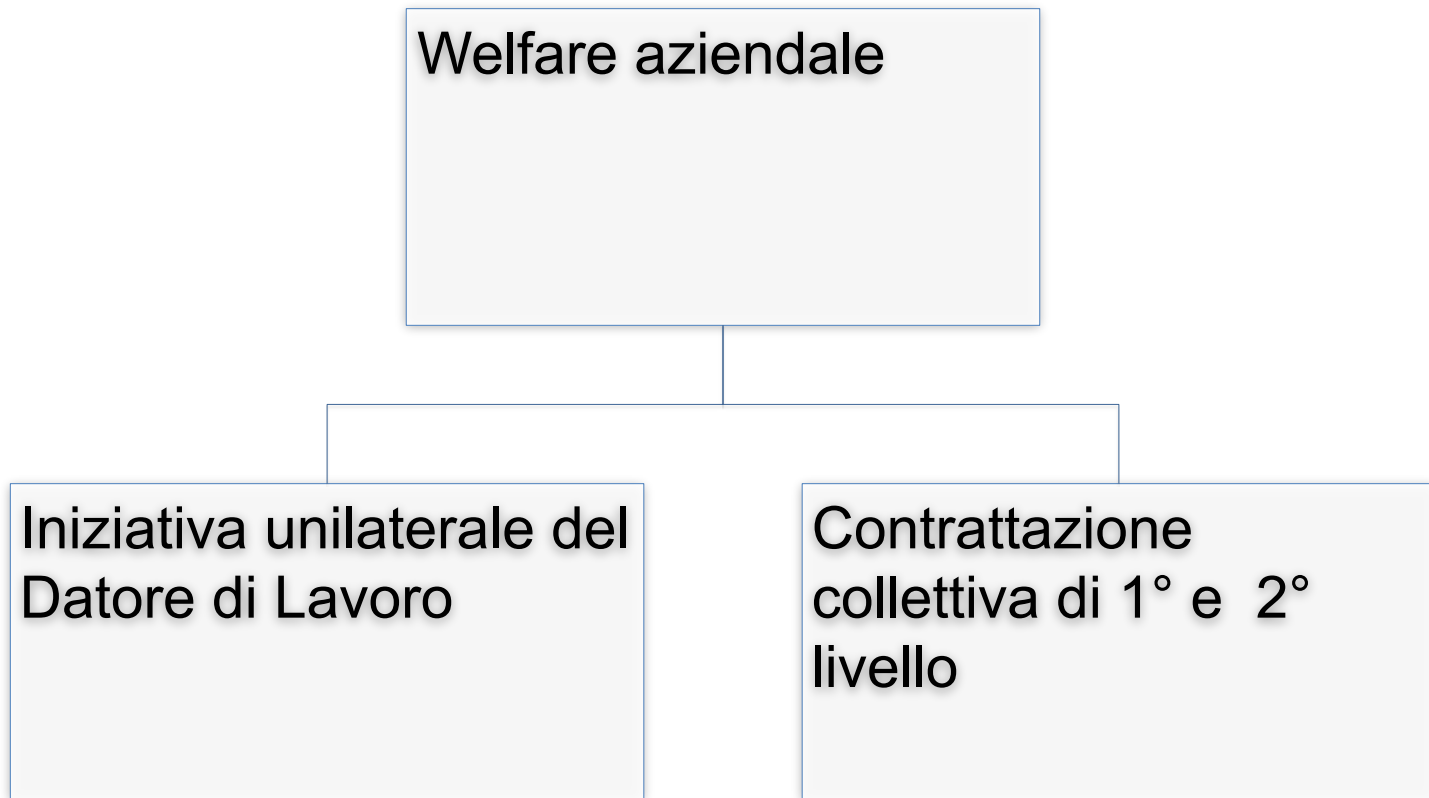 Welfare aziendale
Iniziativa unilaterale del
Datore di Lavoro
Contrattazione
collettiva di 1° e  2°
livello